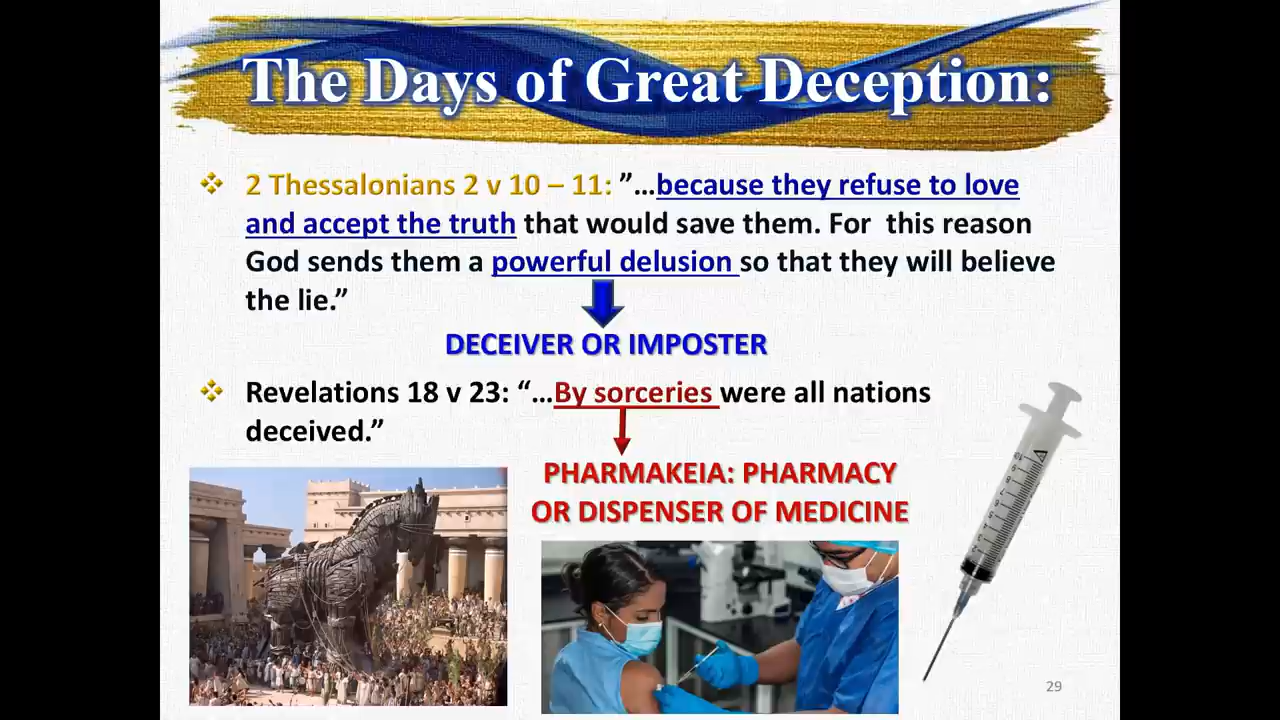 The Days of Great Deception:
2 Thessalonians 2 v 10 – 11: ”…because they refuse to love
and accept the truth that would save them. For this reason
God sends them a powerful delusion so that they will believe
the lie.”
DECEIVER OR IMPOSTER
Revelations 18 v 23: “…By sorceries were all nations
deceived.”
PHARMAKEIA: PHARMACY
OR DISPENSER OF MEDICINE
29